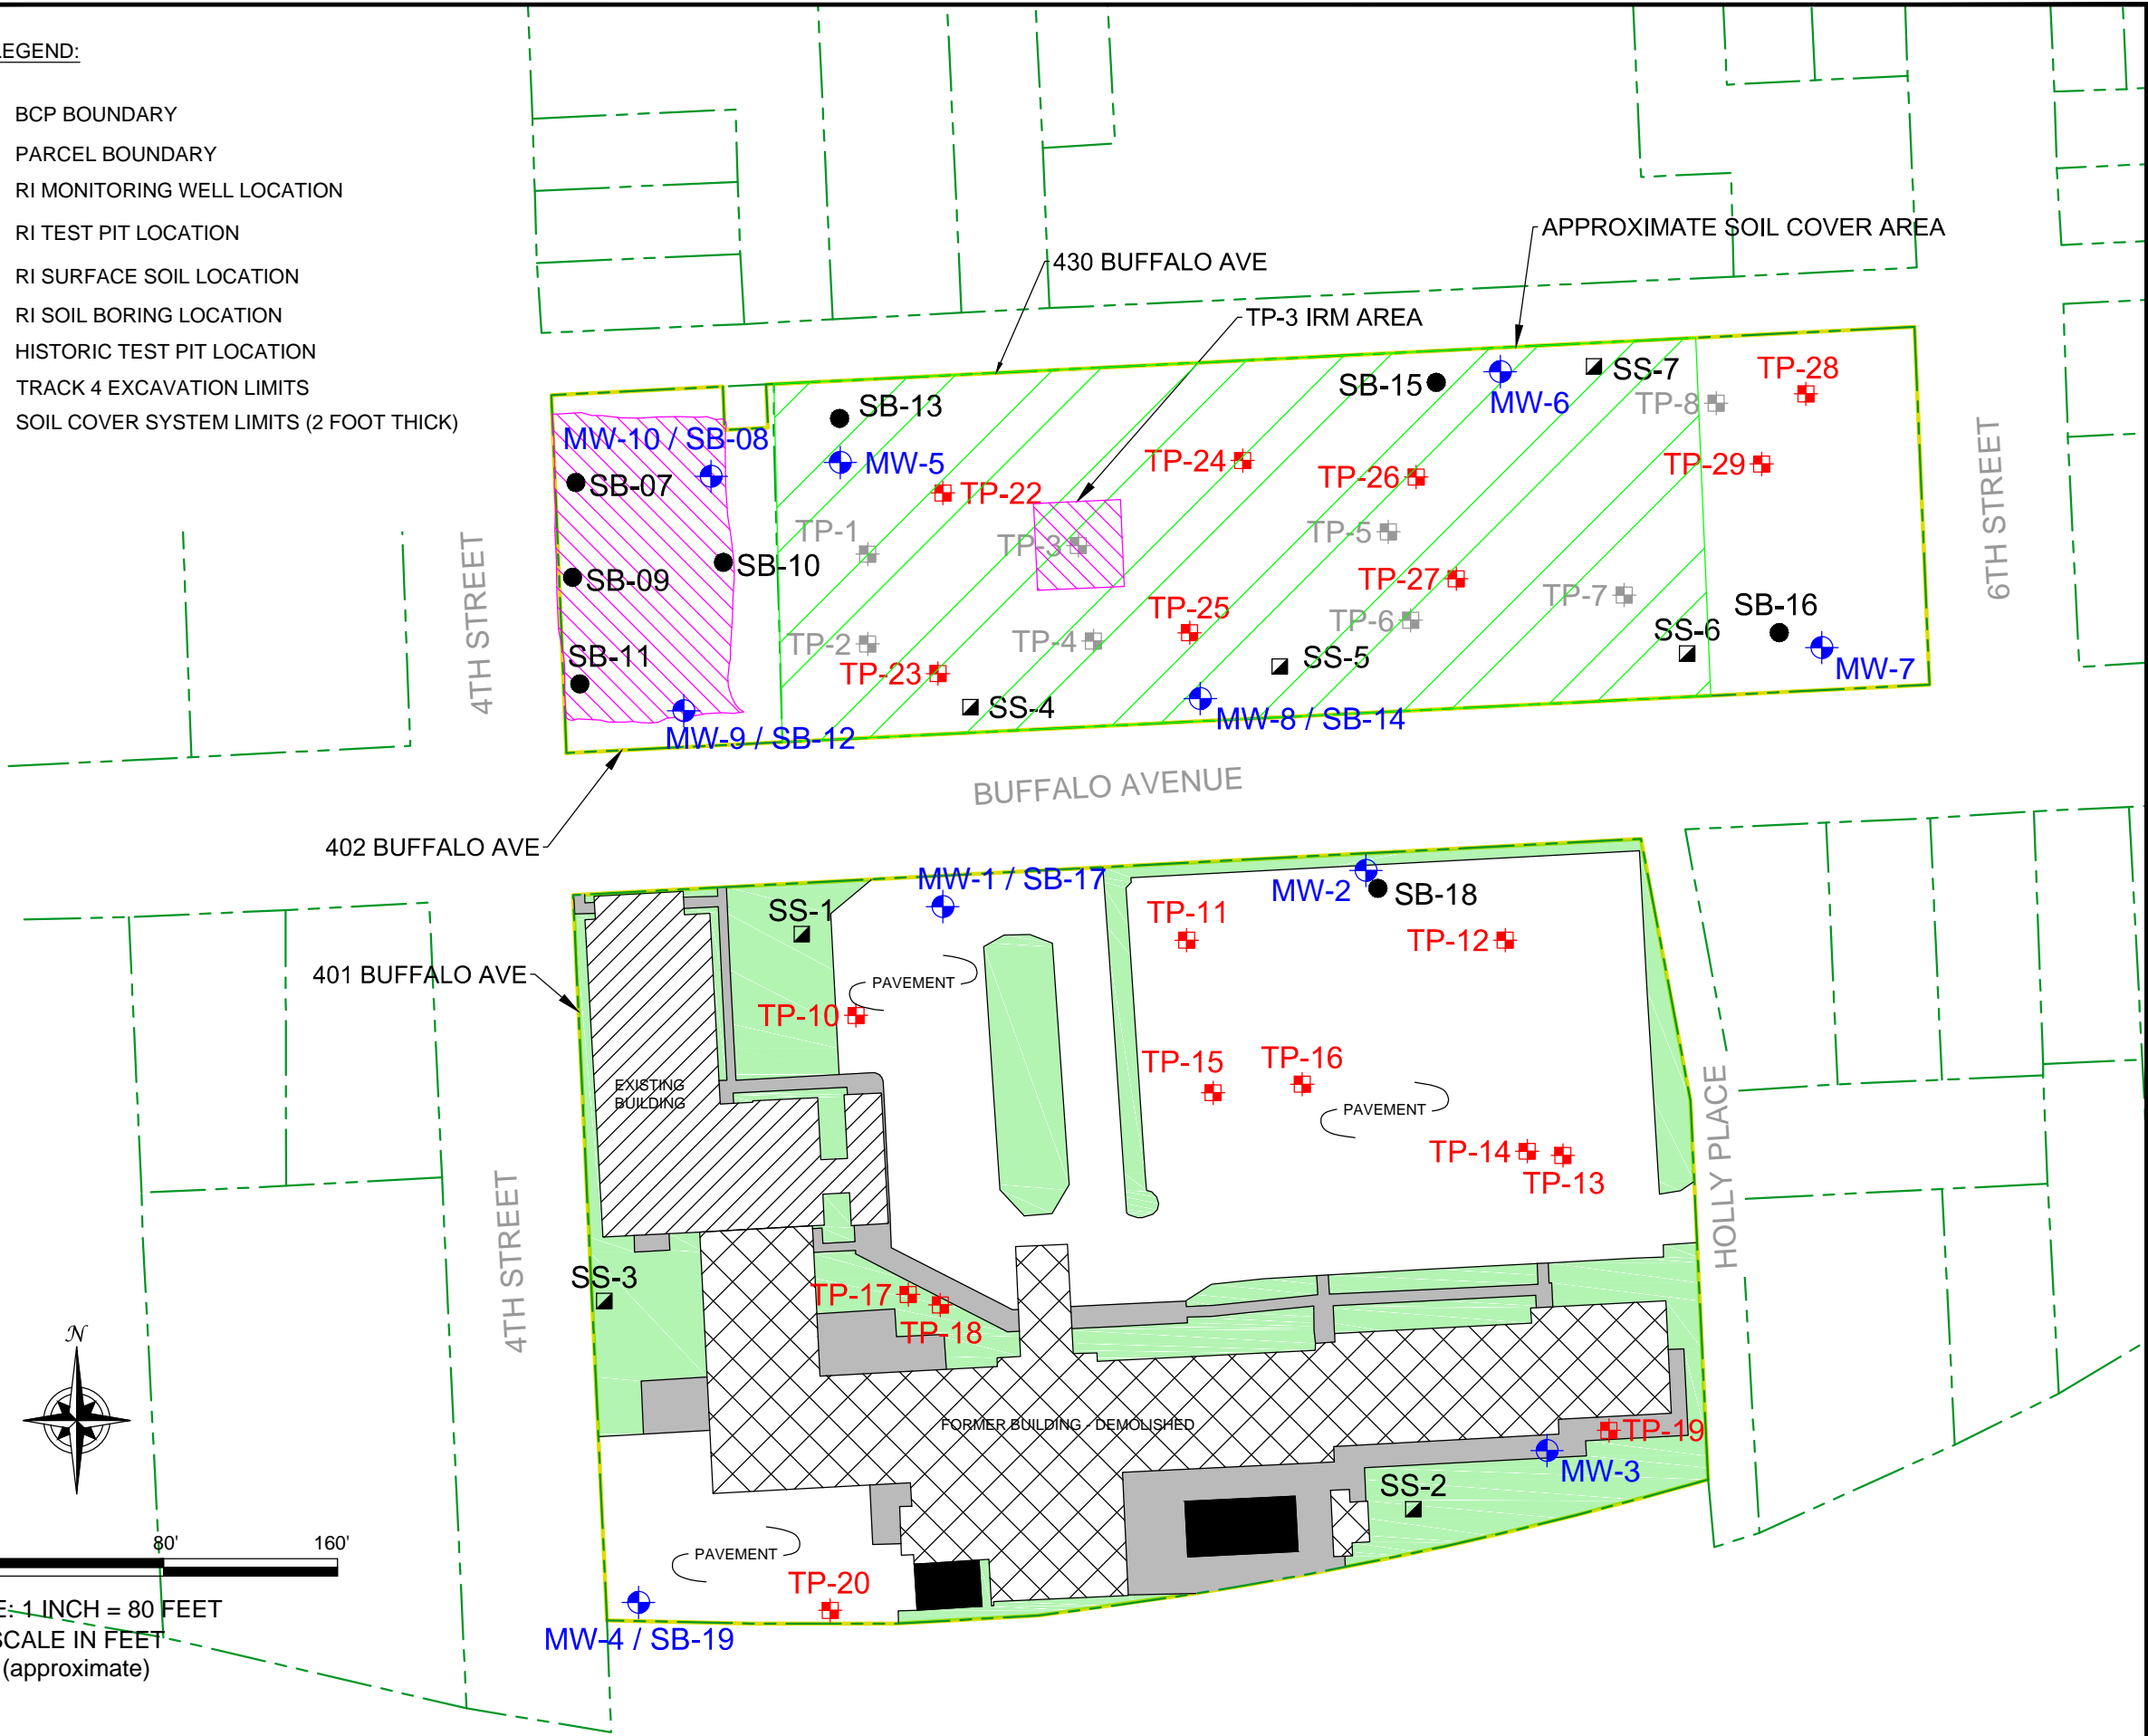 LEGEND:
BCP BOUNDARY
PARCEL BOUNDARY
RI MONITORING WELL LOCATION
RI TEST PIT LOCATION
RI SURFACE SOIL LOCATION
RI SOIL BORING LOCATION
HISTORIC TEST PIT LOCATION
TRACK 4 EXCAVATION LIMITS
SOIL COVER SYSTEM LIMITS (2 FOOT THICK)
APPROXIMATE SOIL COVER AREA
430 BUFFALO AVE
TP-3 IRM AREA
SB-13
SB-15
MW-6
SS-7
TP-8
TP-28
MW-10 / SB-08
MW-5
SB-07
TP-22
TP-24
TP-26
TP-29
TP-1
TP-3
TP-5
SB-10
SB-09
TP-27
TP-7
TP-25
TP-6
SB-16
SS-6
MW-7
TP-2
TP-4
SB-11
TP-23
SS-5
SS-4
MW-9 / SB-12
MW-8 / SB-14
4TH STREET
6TH STREET
BUFFALO AVENUE
402 BUFFALO AVE
401 BUFFALO AVE
MW-1 / SB-17
MW-2
SB-18
SS-1
TP-11
TP-12
PAVEMENT
TP-10
TP-15
TP-16
EXISTING
BUILDING
PAVEMENT
TP-14
TP-13
HOLLY PLACE
4TH STREET
SS-3
TP-17
TP-18
FORMER BUILDING - DEMOLISHED
TP-19
MW-3
SS-2
PAVEMENT
TP-20
MW-4 / SB-19
N
80'
160'
E: 1 INCH = 80 FEET
SCALE IN FEET
(approximate)